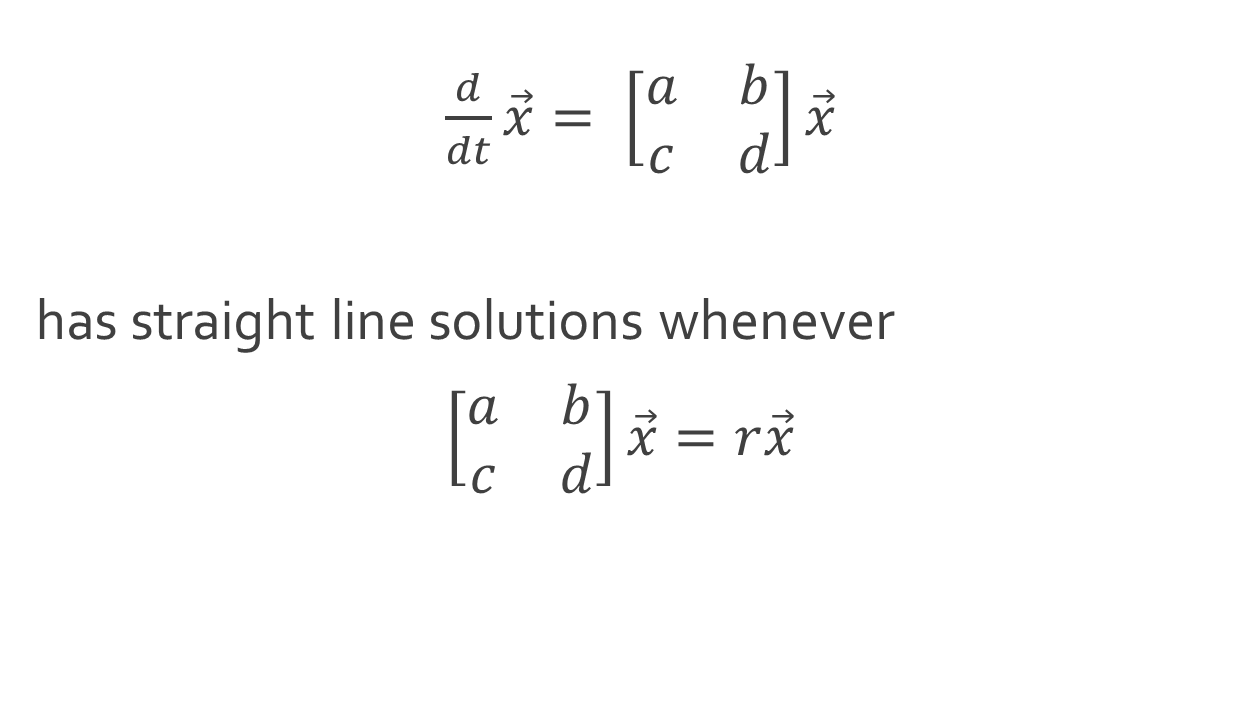 d/dt x⃗ = [a b; c d] x⃗
has straight line solutions whenever
[a b; c d] x⃗ = r x⃗